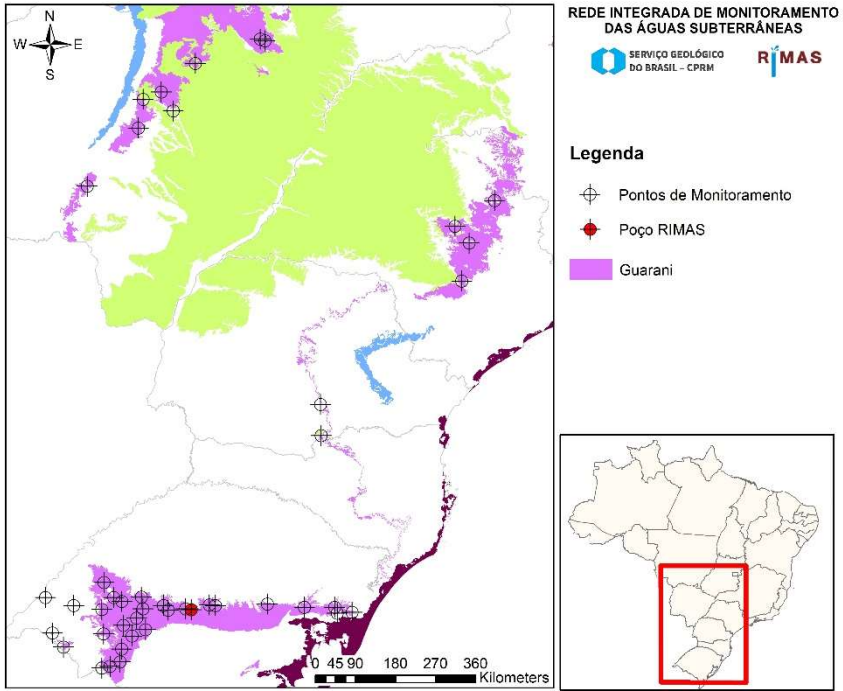 N
W E
S
REDE INTEGRADA DE MONITORAMENTO
DAS ÁGUAS SUBTERRÂNEAS
SERVIÇO GEOLÓGICO
DO BRASIL – CPRM
RIMAS
Legenda
Pontos de Monitoramento
Poço RIMAS
Guarani
0 45 90 180 270 360
Kilometers